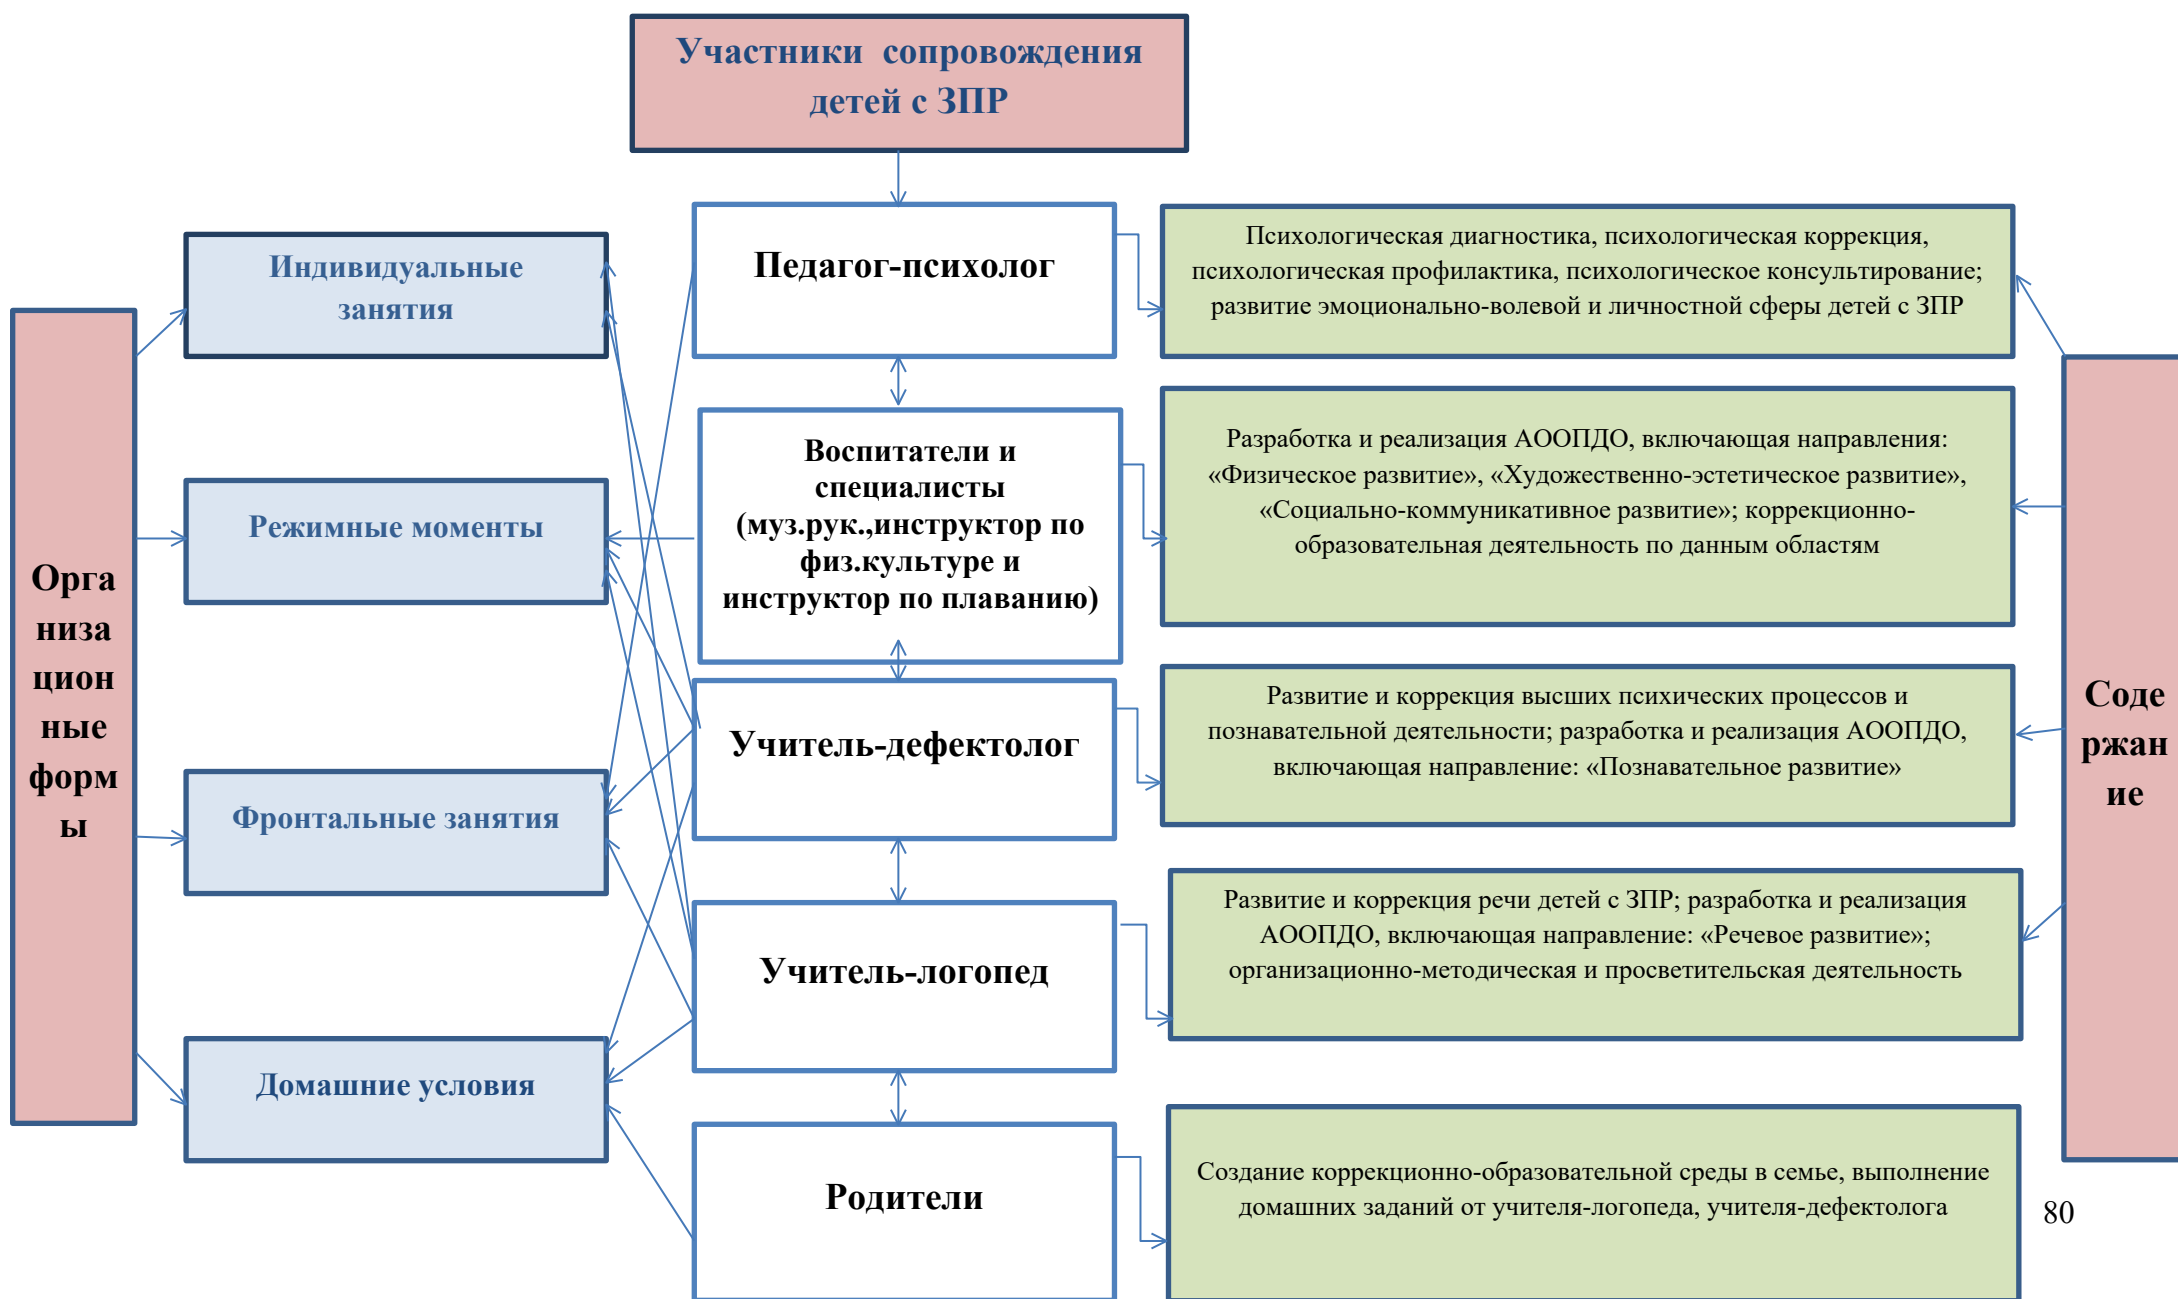 Участники сопровождения
детей с ЗПР
Орга
низа
цион
ные
форм
ы
Индивидуальные
занятия
Режимные моменты
Фронтальные занятия
Домашние условия
Педагог-психолог
Воспитатели и
специалисты
(муз.рук.,инструктор по
физ.культуре и
инструктор по плаванию)
Учитель-дефектолог
Учитель-логопед
Родители
Психологическая диагностика, психологическая коррекция,
психологическая профилактика, психологическое консультирование;
развитие эмоционально-волевой и личностной сферы детей с ЗПР
Разработка и реализация АООПДО, включающая направления:
«Физическое развитие», «Художественно-эстетическое развитие»,
«Социально-коммуникативное развитие»; коррекционно-
образовательная деятельность по данным областям
Развитие и коррекция высших психических процессов и
познавательной деятельности; разработка и реализация АООПДО,
включающая направление: «Познавательное развитие»
Развитие и коррекция речи детей с ЗПР; разработка и реализация
АООПДО, включающая направление: «Речевое развитие»;
организационно-методическая и просветительская деятельность
Создание коррекционно-образовательной среды в семье, выполнение
домашних заданий от учителя-логопеда, учителя-дефектолога
Соде
ржан
ие
80